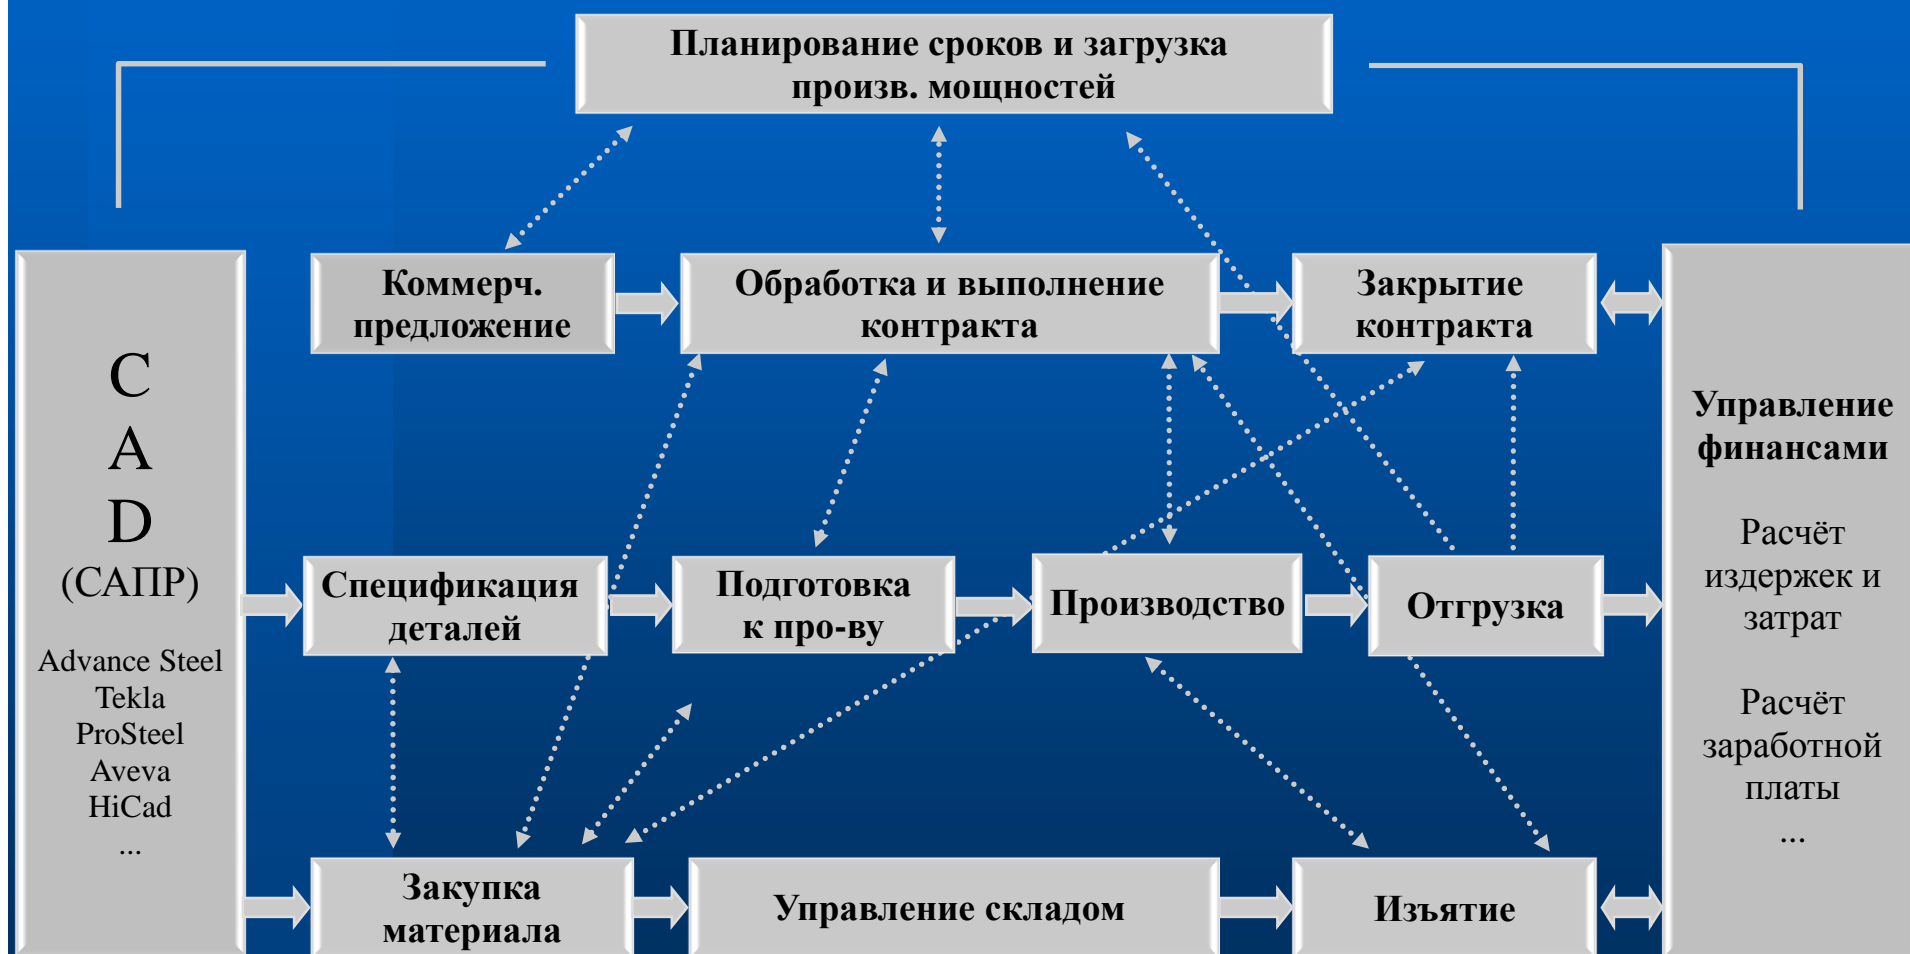 Планирование сроков и загрузка
произв. мощностей
Коммерч.
предложение
Обработка и выполнение
контракта
Закрытие
контракта
C
A
D
(САПР)
Advance Steel
Tekla
ProSteel
Aveva
HiCad
...
Управление
финансами
Расчёт
издержек и
затрат
Расчёт
заработной
платы
...
Спецификация
деталей
Подготовка
к про-ву
Производство
Отгрузка
Закупка
материала
Управление складом
Изъятие